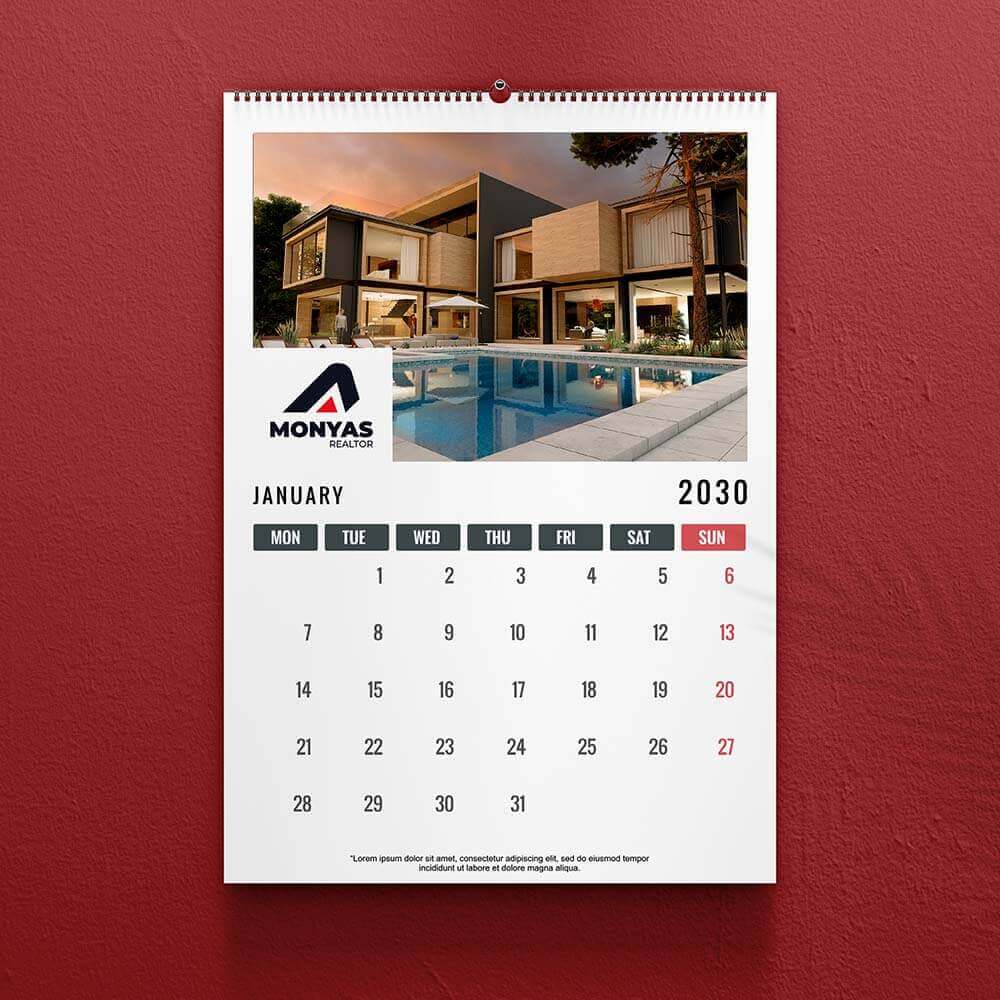 MONYAS
REALTOR
JANUARY 2030
MON TUE WED THU FRI SAT SUN
1 2 3 4 5 6
7 8 9 10 11 12 13
14 15 16 17 18 19 20
21 22 23 24 25 26 27
28 29 30 31
"Lorem ipsum dolor sit amet, consectetur adipiscing elit, sed do eiusmod tempor
incididunt ut labore et dolore magna aliqua.